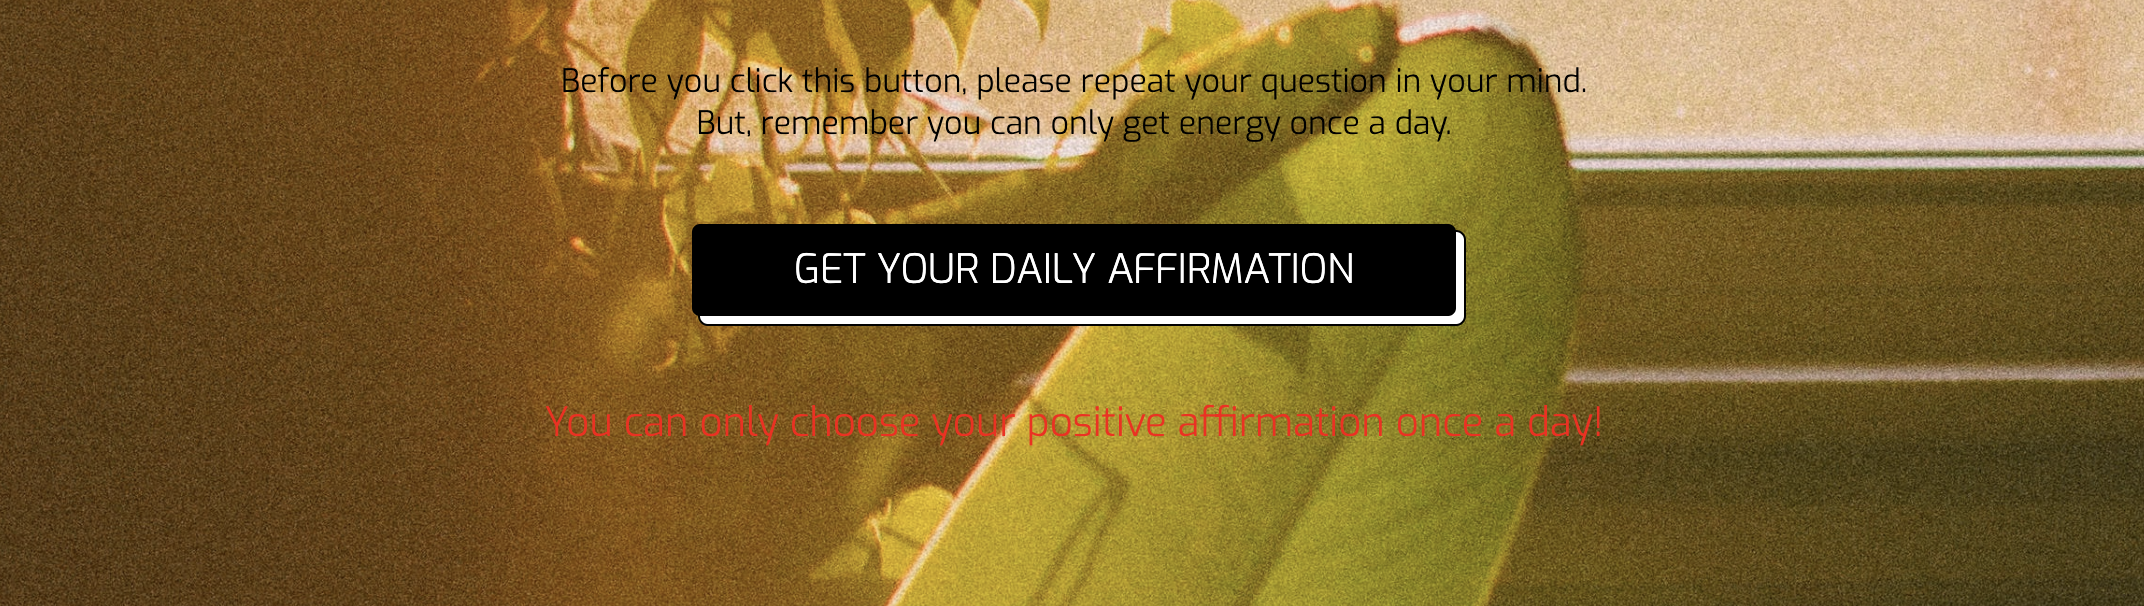 Before you click this button, please repeat your question in your mind.
But, remember you can only get energy once a day.
GET YOUR DAILY AFFIRMATION
You can only choose your positive affirmation once a day!